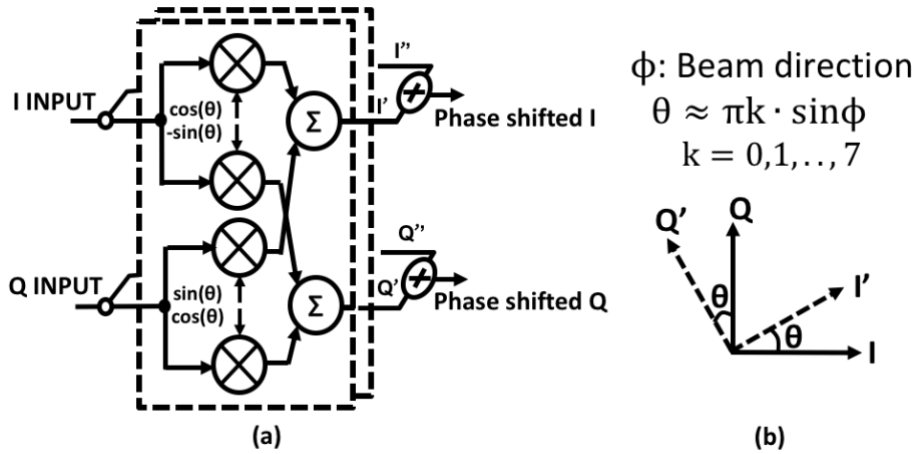 I INPUT
cos(θ)
-sin(θ)
Σ
I'
I”
Phase shifted I
Q INPUT
sin(θ)
cos(θ)
Σ
Q'
Q”
Phase shifted Q
(a)
ϕ: Beam direction
θ ≈ πk · sinϕ
k = 0,1,..,7
Q’
Q
I’
θ
θ
I
(b)